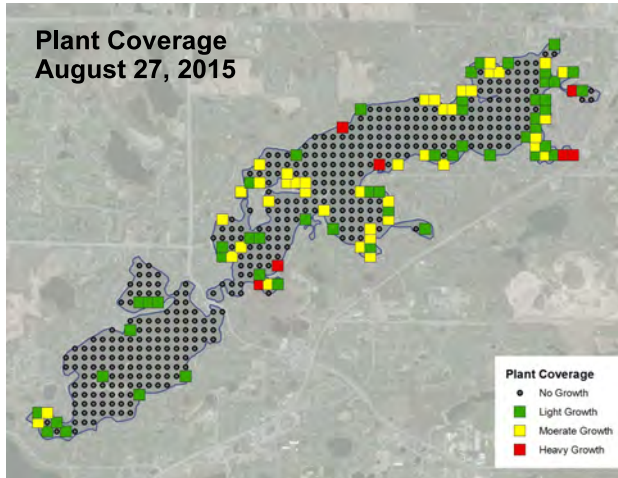 Plant Coverage
August 27, 2015
Plant Coverage
No Growth
Light Growth
Moerate Growth
Heavy Growth